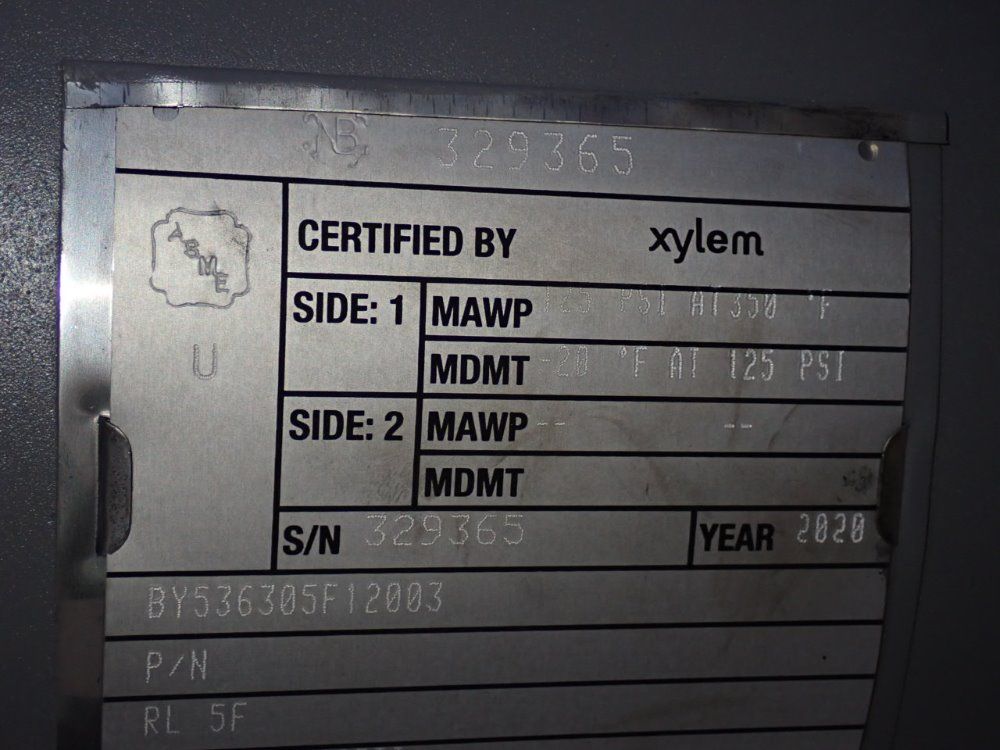 NB 329365
ASME
U
CERTIFIED BY xylem
SIDE: 1 MAWP 125 PSI AT 350 °F
MDMT -20 °F AT 125 PSI
SIDE: 2 MAWP -- --
MDMT
S/N 329365 YEAR 2020
BY536305F12003
P/N
RL 5F